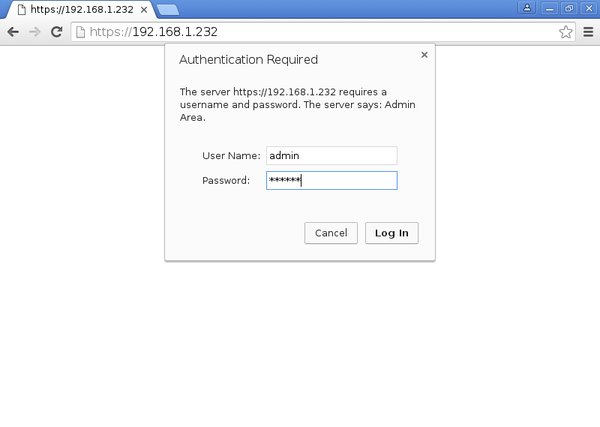 https://192.168.1.232
https://192.168.1.232
Authentication Required
The server https://192.168.1.232 requires a
username and password. The server says: Admin
Area.
User Name: admin
Password: ******
Cancel Log In